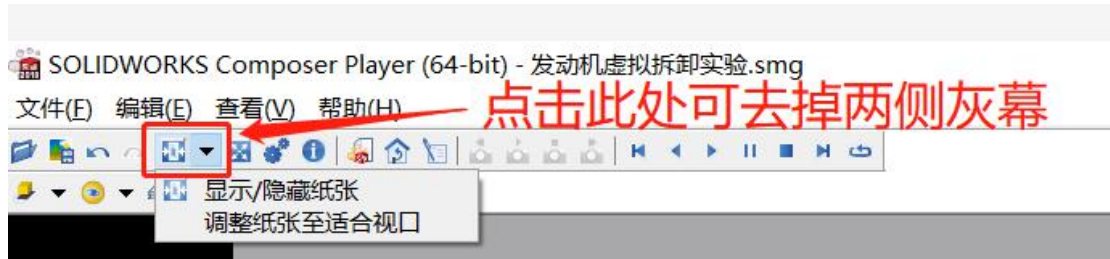 SOLIDWORKS Composer Player (64-bit) - 发动机虚拟拆卸实验.smg
文件(F) 编辑(E) 查看(V) 帮助(H)
点击此处可去掉两侧灰幕
显示/隐藏纸张
调整纸张至适合视口